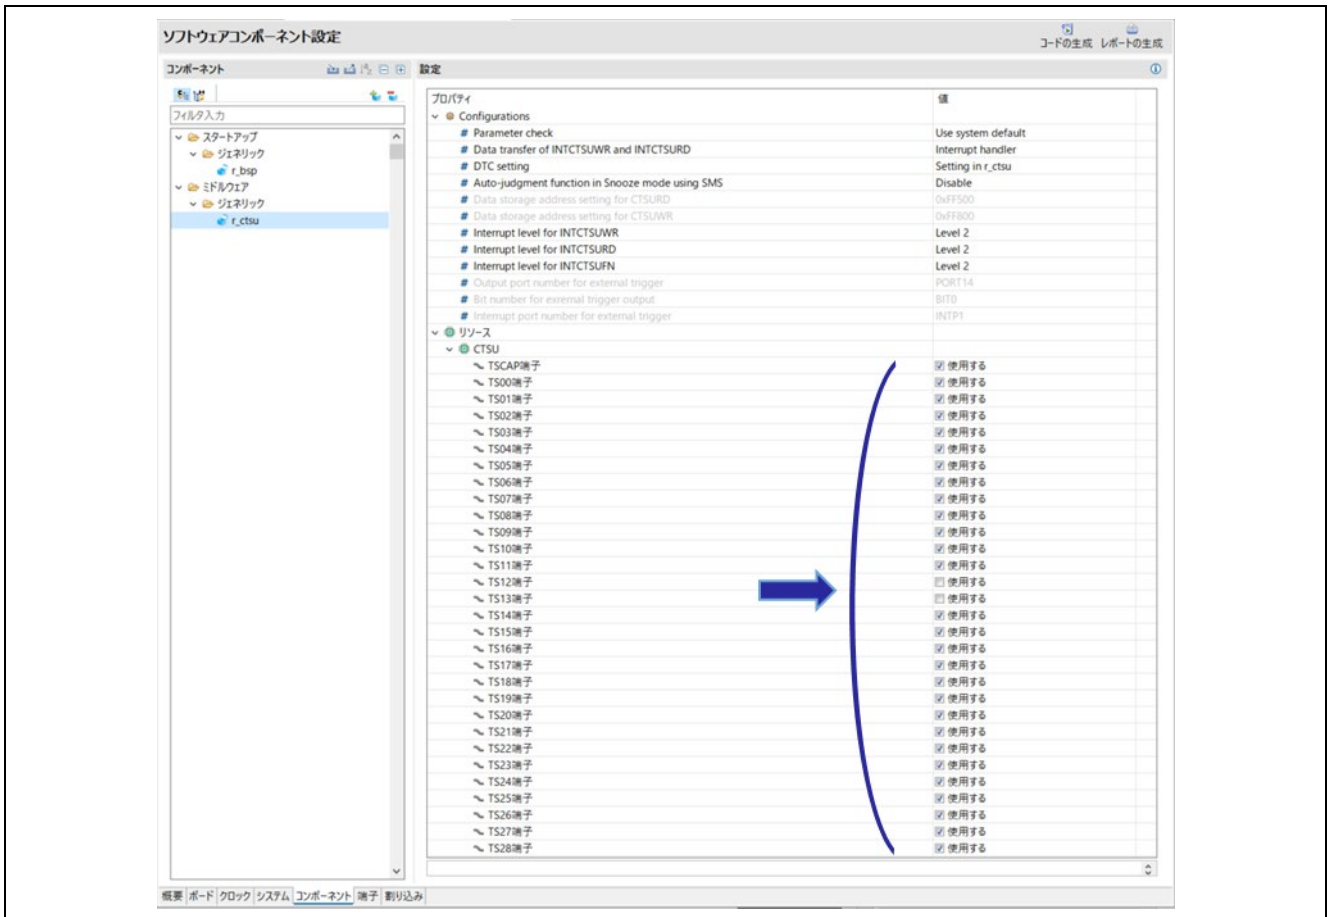 ソフトウェアコンポーネント設定
コードの生成 レポートの生成
コンポーネント
設定
フィルタ入力
スタートアップ
ジェネリック
r_bsp
ミドルウェア
ジェネリック
r_ctsu
プロパティ 値
Configurations
Parameter check Use system default
Data transfer of INTCTSUWR and INTCTSURD Interrupt handler
DTC setting Setting in r_ctsu
Auto-judgment function in Snooze mode using SMS Disable
Data storage address setting for CTSURD 0xFF500
Data storage address setting for CTSUWR 0xFF800
Interrupt level for INTCTSUWR Level 2
Interrupt level for INTCTSURD Level 2
Interrupt level for INTCTSUFN Level 2
Output port number for external trigger PORT14
Bit number for exrernal trigger output BIT0
Interrupt port number for external trigger INTP1
リソース
CTSU
TSCAP端子 使用する
TS00端子 使用する
TS01端子 使用する
TS02端子 使用する
TS03端子 使用する
TS04端子 使用する
TS05端子 使用する
TS06端子 使用する
TS07端子 使用する
TS08端子 使用する
TS09端子 使用する
TS10端子 使用する
TS11端子 使用する
TS12端子 使用する
TS13端子 使用する
TS14端子 使用する
TS15端子 使用する
TS16端子 使用する
TS17端子 使用する
TS18端子 使用する
TS19端子 使用する
TS20端子 使用する
TS21端子 使用する
TS22端子 使用する
TS23端子 使用する
TS24端子 使用する
TS25端子 使用する
TS26端子 使用する
TS27端子 使用する
TS28端子 使用する
概要 ボード クロック システム コンポーネント 端子 割り込み